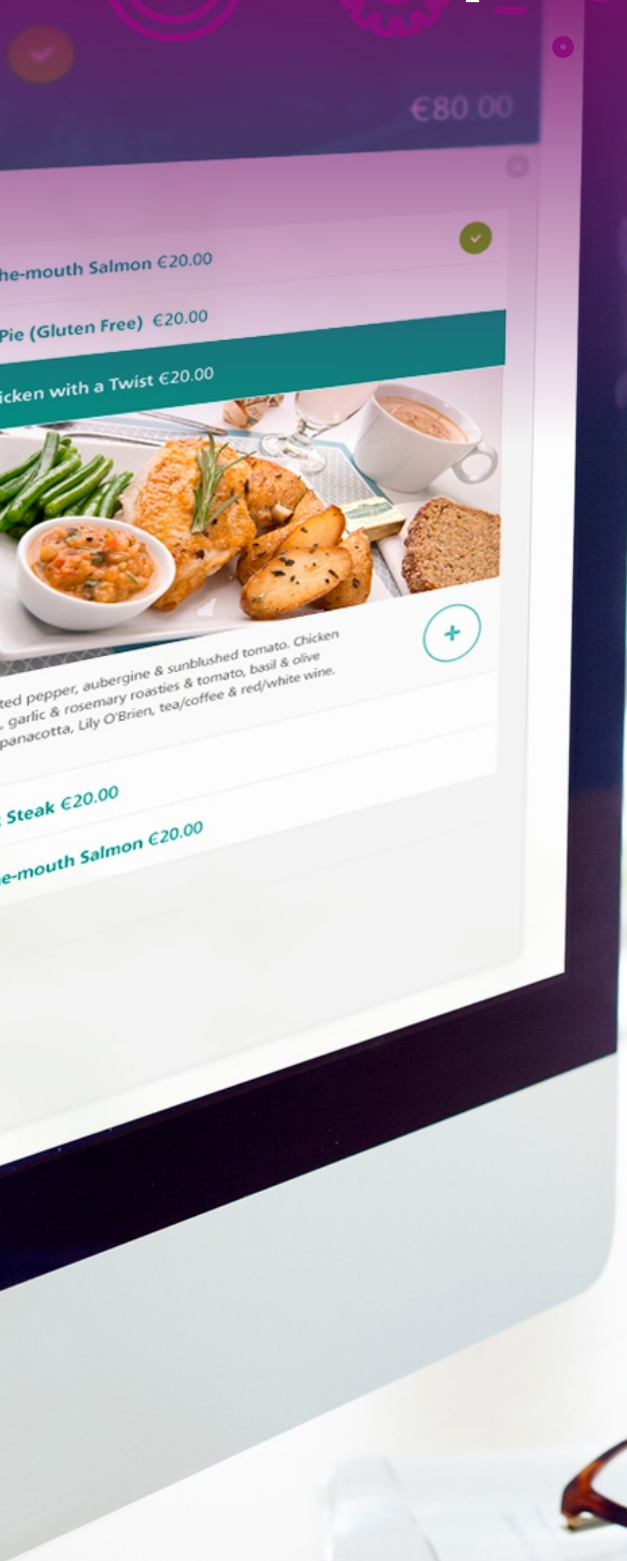 €80.00
he-mouth Salmon €20.00
Pie (Gluten Free) €20.00
icken with a Twist €20.00
ted pepper, aubergine & sunblushed tomato. Chicken
, garlic & rosemary roasties & tomato, basil & olive
panacotta, Lily O'Brien, tea/coffee & red/white wine.
Steak €20.00
e-mouth Salmon €20.00